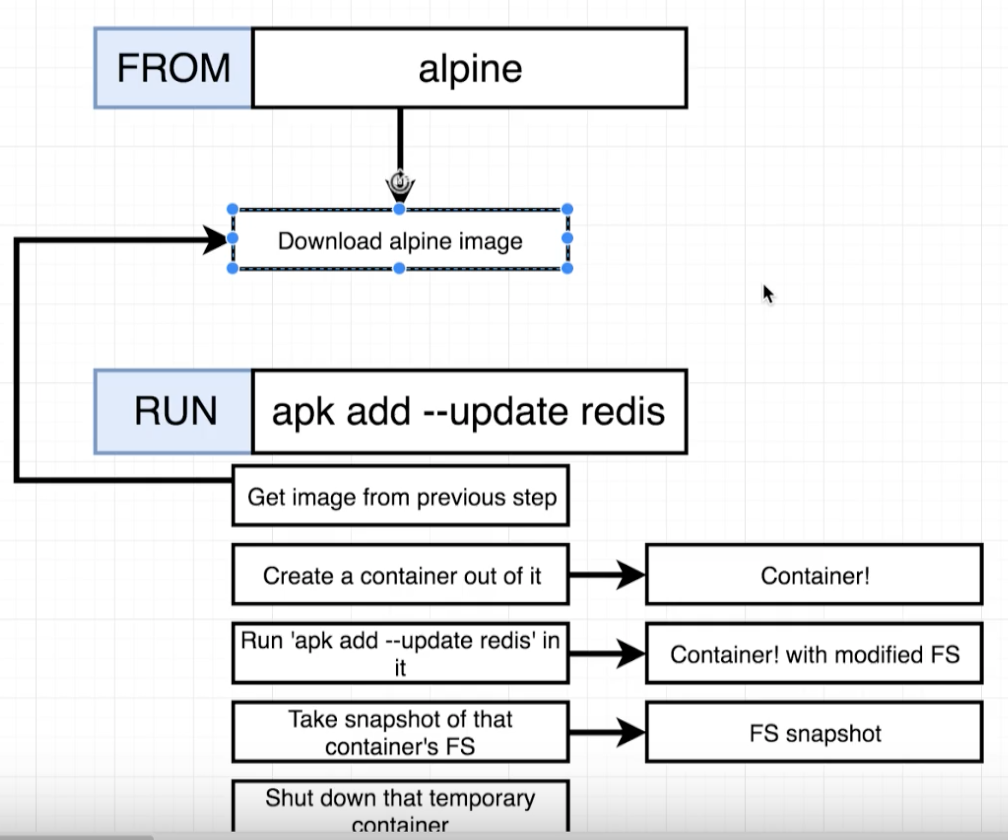 FROM alpine
Download alpine image
RUN apk add --update redis
Get image from previous step
Create a container out of it
Container!
Run 'apk add --update redis' in
it
Container! with modified FS
Take snapshot of that
container's FS
FS snapshot
Shut down that temporary
container